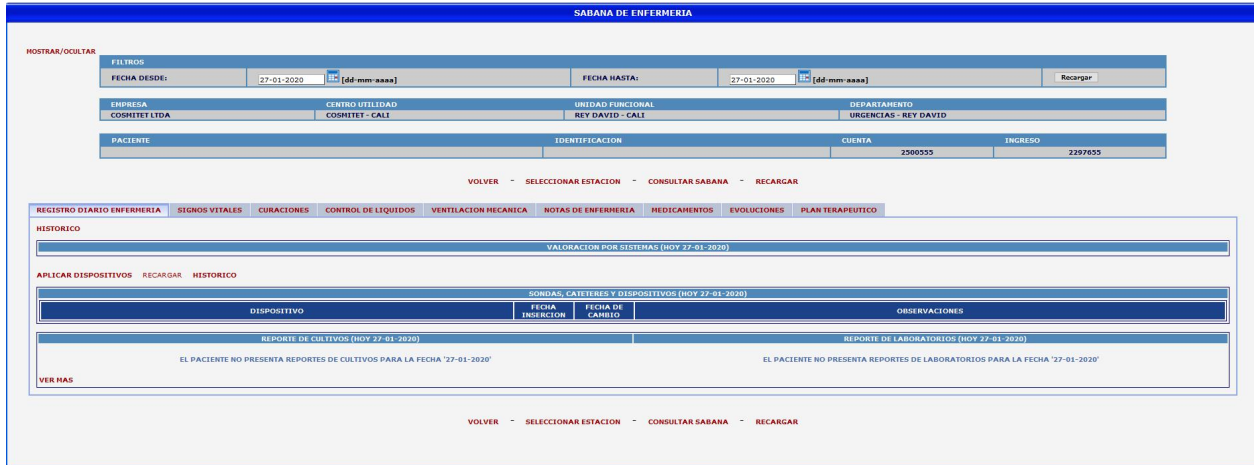 SABANA DE ENFERMERIA
MOSTRAR/OCULTAR
FILTROS
FECHA DESDE: 27-01-2020 [dd-mm-aaaa] FECHA HASTA: 27-01-2020 [dd-mm-aaaa] Recargar
EMPRESA CENTRO UTILIDAD UNIDAD FUNCIONAL DEPARTAMENTO
COSMITET LTDA COSMITET - CALI REY DAVID - CALI URGENCIAS - REY DAVID
PACIENTE IDENTIFICACION CUENTA INGRESO
2500555 2297655
VOLVER - SELECCIONAR ESTACION - CONSULTAR SABANA - RECARGAR
REGISTRO DIARIO ENFERMERIA SIGNOS VITALES CURACIONES CONTROL DE LIQUIDOS VENTILACION MECANICA NOTAS DE ENFERMERIA MEDICAMENTOS EVOLUCIONES PLAN TERAPEUTICO
HISTORICO
VALORACION POR SISTEMAS (HOY 27-01-2020)
APLICAR DISPOSITIVOS RECARGAR HISTORICO
SONDAS, CATETERES Y DISPOSITIVOS (HOY 27-01-2020)
DISPOSITIVO FECHA INSERCION FECHA DE CAMBIO OBSERVACIONES
REPORTE DE CULTIVOS (HOY 27-01-2020) REPORTE DE LABORATORIOS (HOY 27-01-2020)
EL PACIENTE NO PRESENTA REPORTES DE CULTIVOS PARA LA FECHA '27-01-2020' EL PACIENTE NO PRESENTA REPORTES DE LABORATORIOS PARA LA FECHA '27-01-2020'
VER MAS
VOLVER - SELECCIONAR ESTACION - CONSULTAR SABANA - RECARGAR